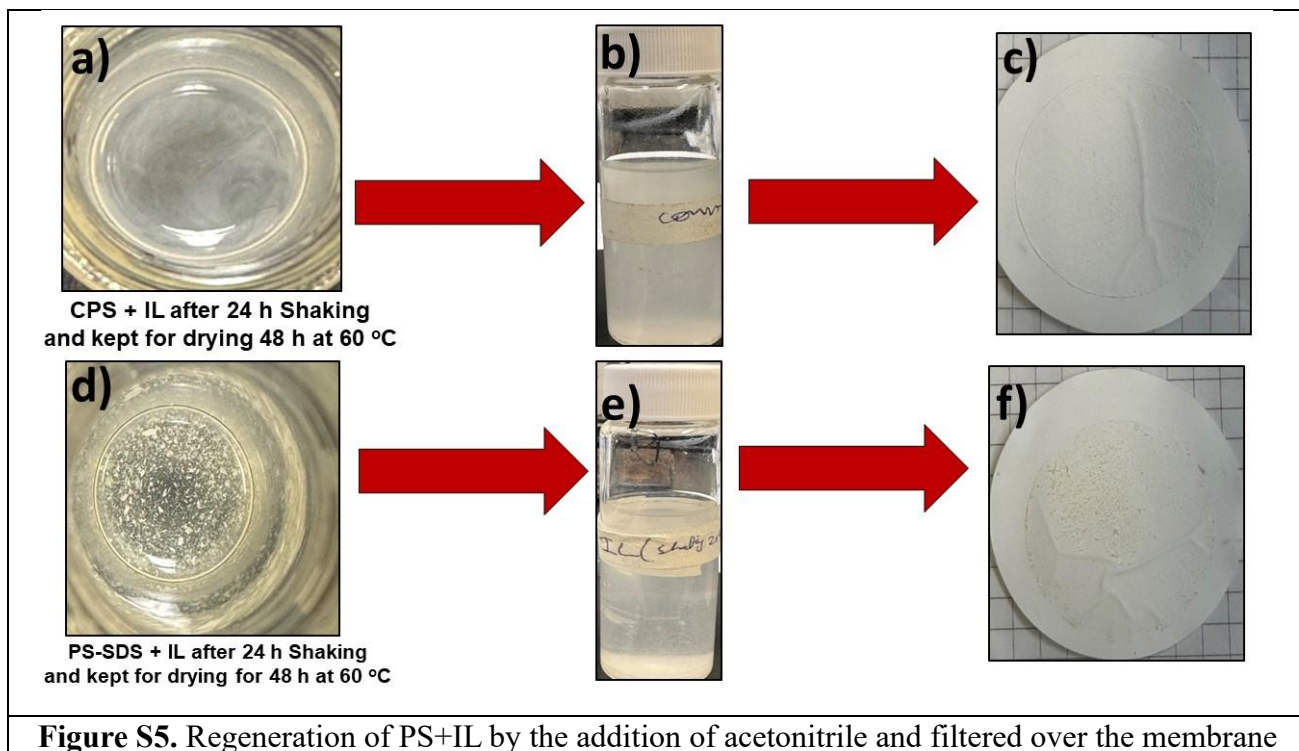 a)
b)
c)
CPS + IL after 24 h Shaking
and kept for drying 48 h at 60 °C
d)
e)
f)
IL (
PS-SDS + IL after 24 h Shaking
and kept for drying for 48 h at 60 °C
Figure S5. Regeneration of PS+IL by the addition of acetonitrile and filtered over the membrane